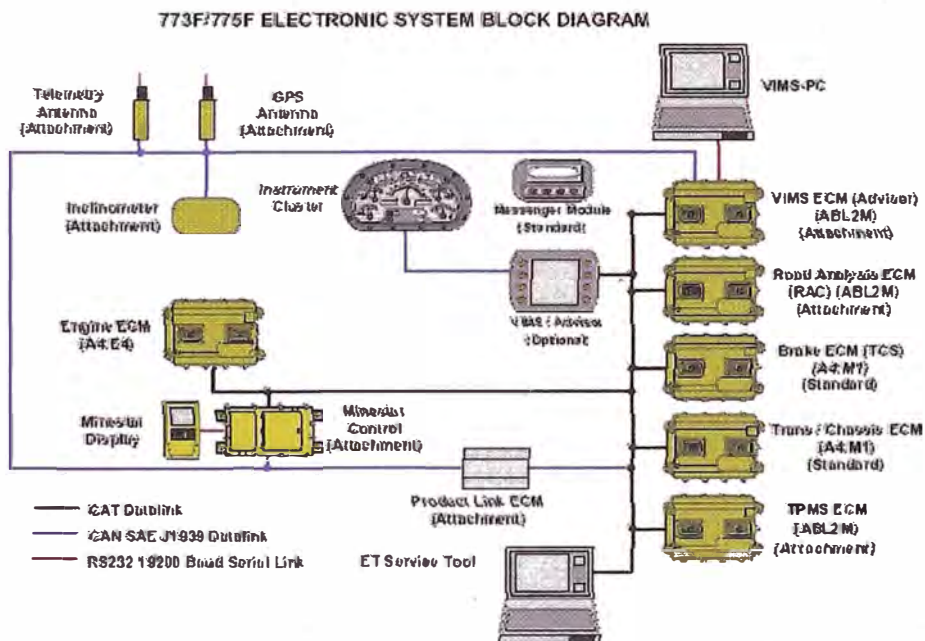 773F/775F ELECTRONIC SYSTEM BLOCK DIAGRAM
Telemetry
Antenna
(Attachment)
GPS
Antenna
(Attachment)
VIMS-PC
Inclinometer
(Attachment)
Instrument
Cluster
Messenger Module
(Standard)
VIMS ECM (Advisor)
(ABL2M)
(Attachment)
VIMS / Advisor
(Optional)
Road Analysis ECM
(RAC) (ABL2M)
(Attachment)
Engine ECM
(A4:E4)
Brake ECM (TCS)
(A4:M1)
(Standard)
Minestar
Display
Minestar
Control
(Attachment)
Trans / Chassis ECM
(A4:M1)
(Standard)
Product Link ECM
(Attachment)
TPMS ECM
(ABL2M)
(Attachment)
CAT Datalink
CAN SAE J1939 Datalink
RS232 19200 Baud Serial Link
ET Service Tool